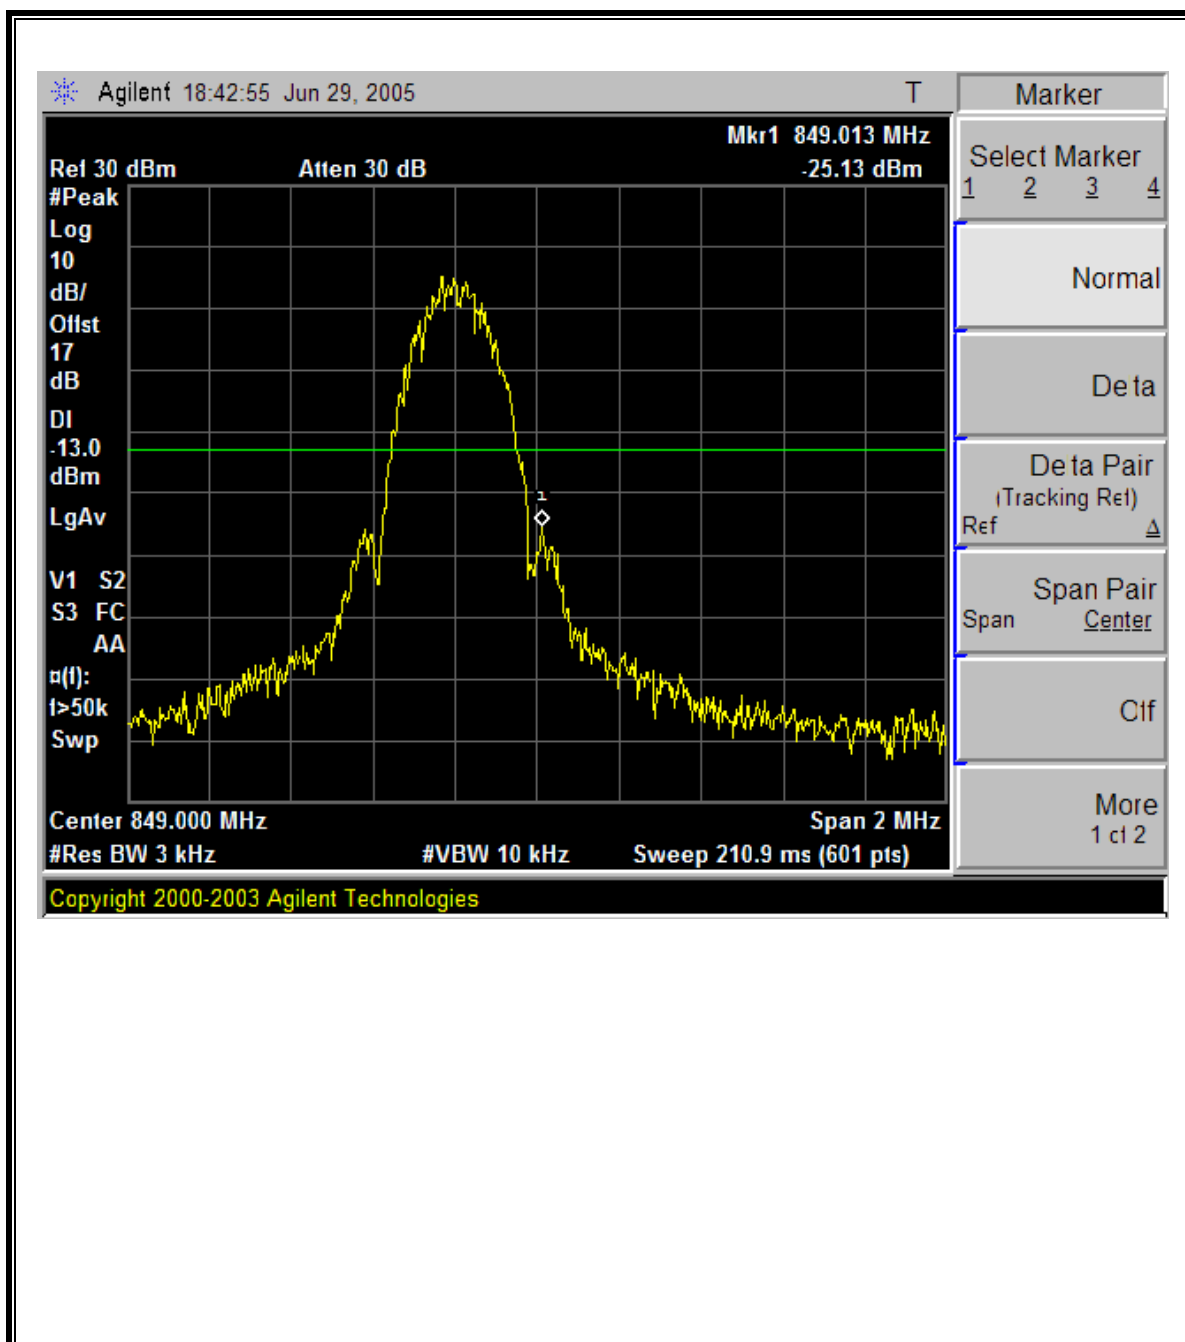 Agilent 18:42:55 Jun 29, 2005 T
Mkr1 849.013 MHz
Ref 30 dBm Atten 30 dB -25.13 dBm
#Peak
Log
10
dB/
Offst
17
dB
DI
-13.0
dBm
LgAv
V1 S2
S3 FC
AA
¤(f):
f>50k
Swp
1
Center 849.000 MHz Span 2 MHz
#Res BW 3 kHz #VBW 10 kHz Sweep 210.9 ms (601 pts)
Copyright 2000-2003 Agilent Technologies
Marker
Select Marker
1 2 3 4
Normal
Delta
Delta Pair
(Tracking Ref)
Ref Δ
Span Pair
Span Center
Off
More
1 of 2